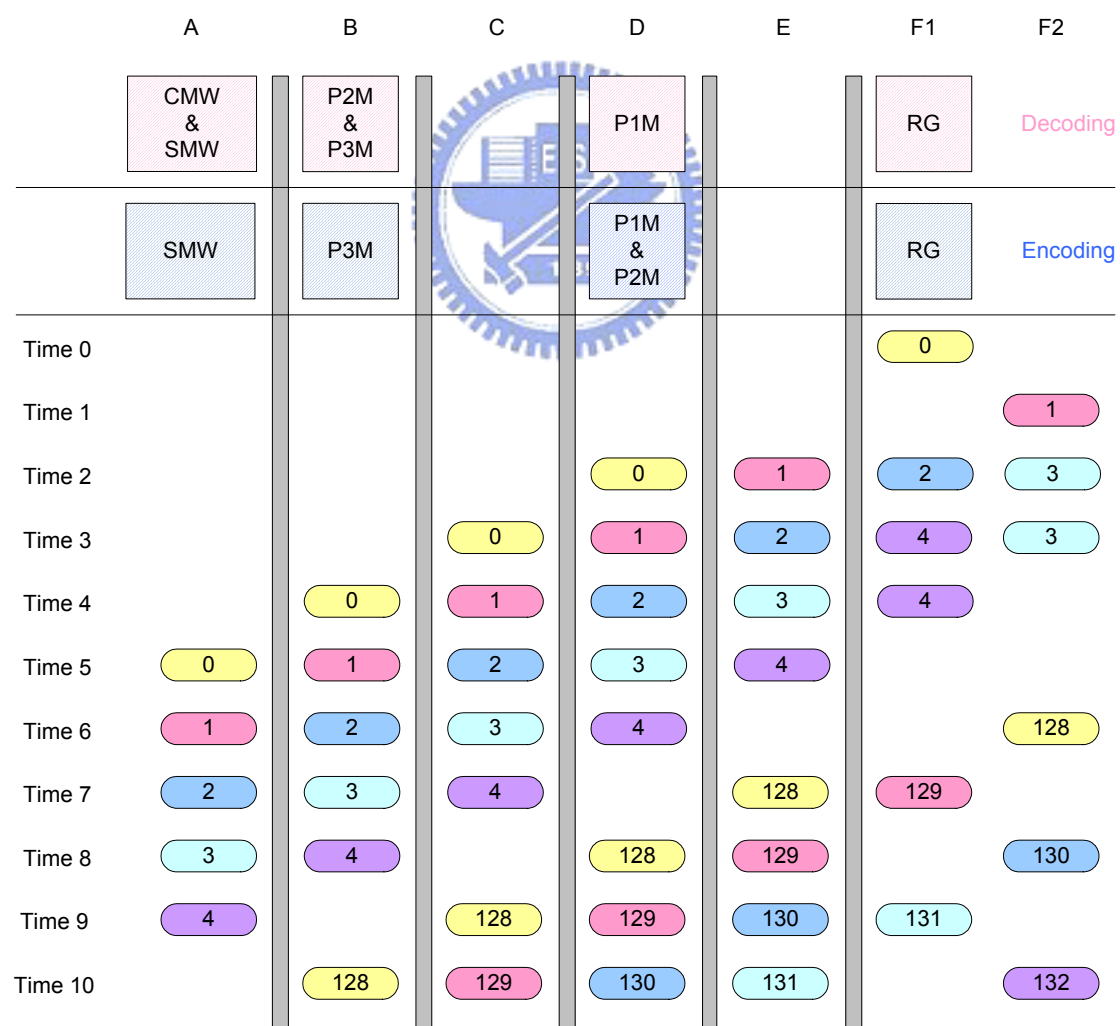 A B C D E F1 F2
CMW & SMW
P2M & P3M
P1M
RG
Decoding
SMW
P3M
P1M & P2M
RG
Encoding
Time 0 0
Time 1 1
Time 2 0 1 2 3
Time 3 0 1 2 4 3
Time 4 0 1 2 3 4
Time 5 0 1 2 3 4
Time 6 1 2 3 4 128
Time 7 2 3 4 128 129
Time 8 3 4 128 129 130
Time 9 4 128 129 130 131
Time 10 128 129 130 131 132